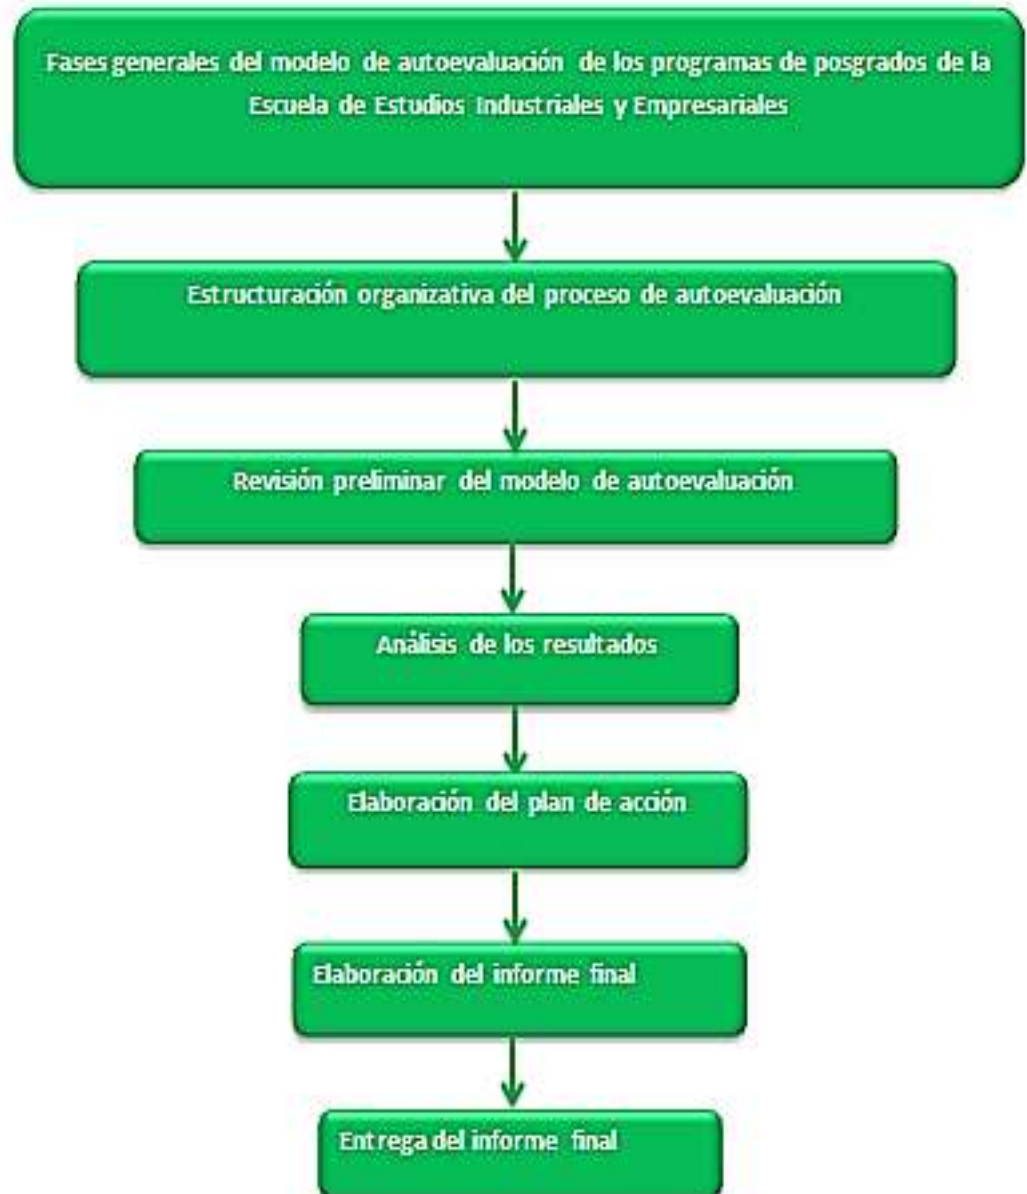 Fases generales del modelo de autoevaluación de los programas de posgrados de la
Escuela de Estudios Industriales y Empresariales
Estructuración organizativa del proceso de autoevaluación
Revisión preliminar del modelo de autoevaluación
Análisis de los resultados
Elaboración del plan de acción
Elaboración del informe final
Entrega del informe final